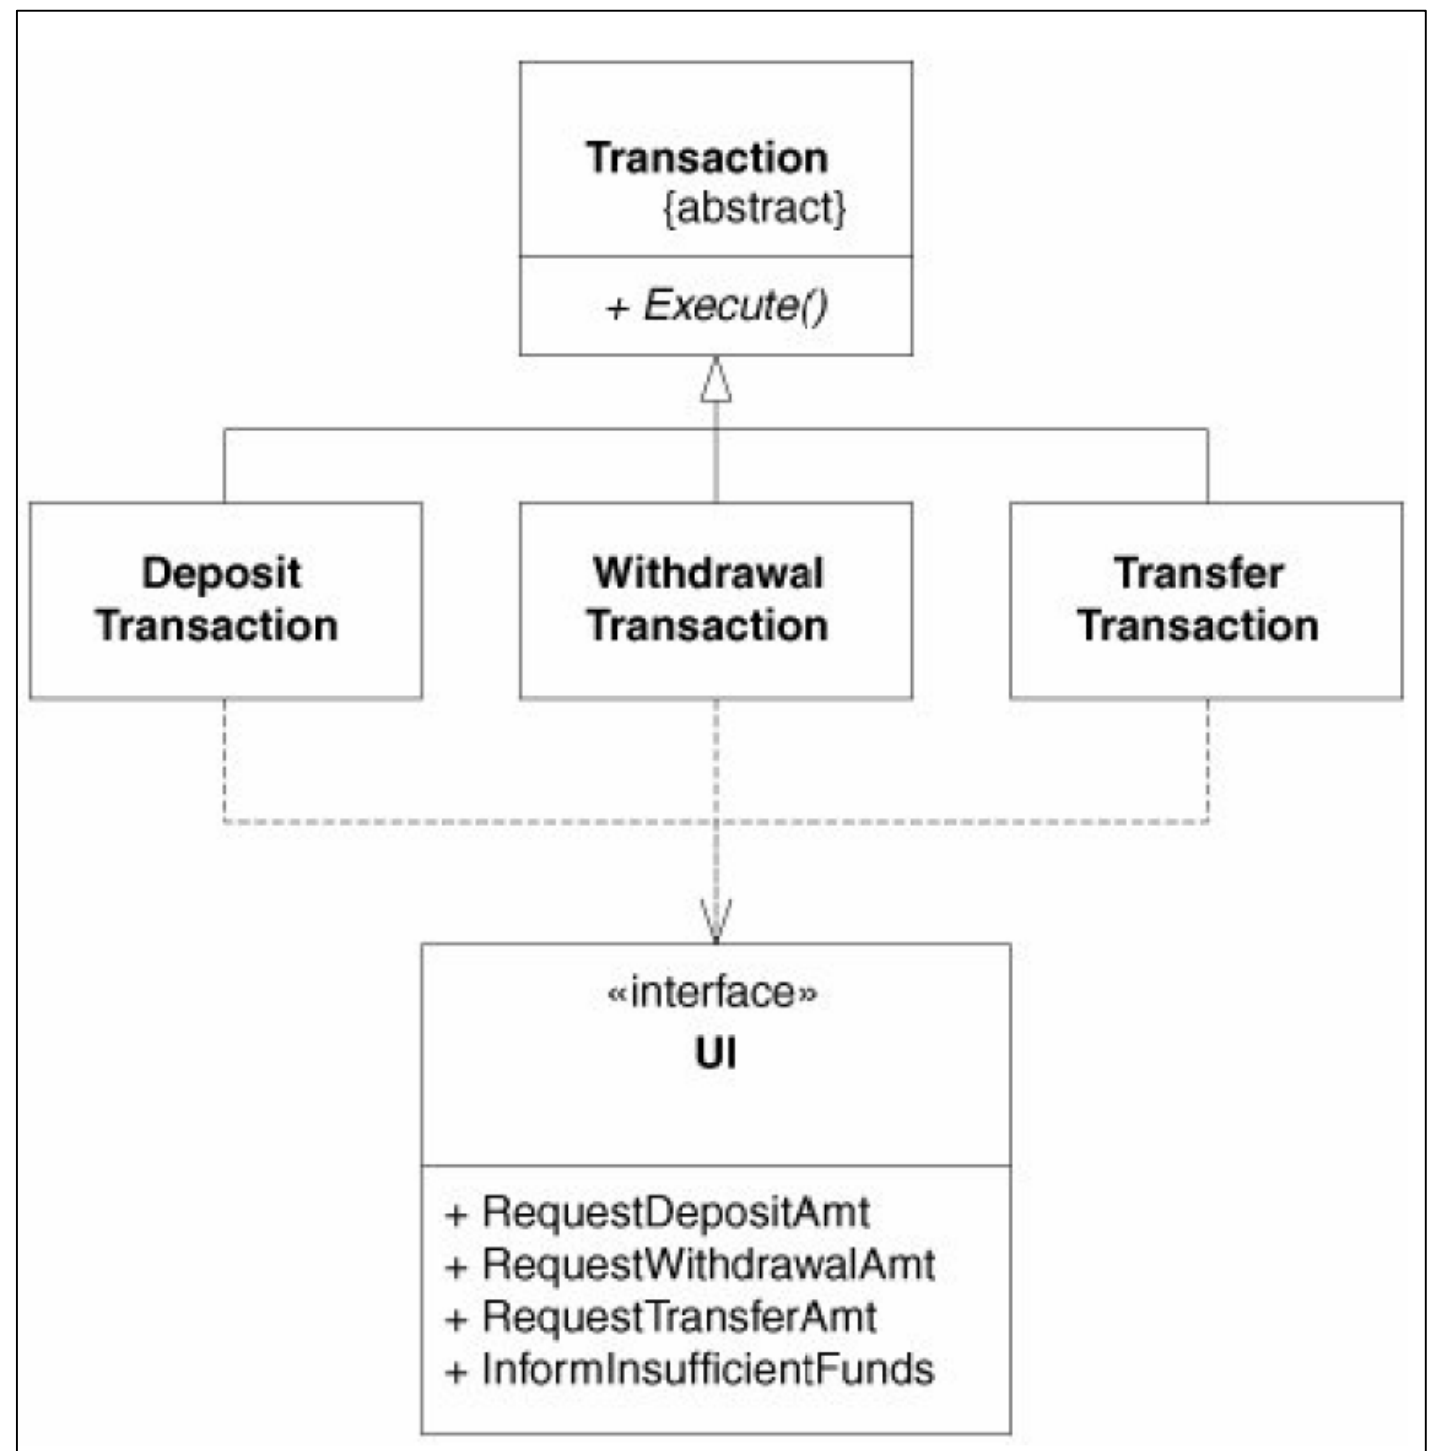 Transaction
{abstract}
+ Execute()
Deposit
Transaction
Withdrawal
Transaction
Transfer
Transaction
«interface»
UI
+ RequestDepositAmt
+ RequestWithdrawalAmt
+ RequestTransferAmt
+ InformInsufficientFunds